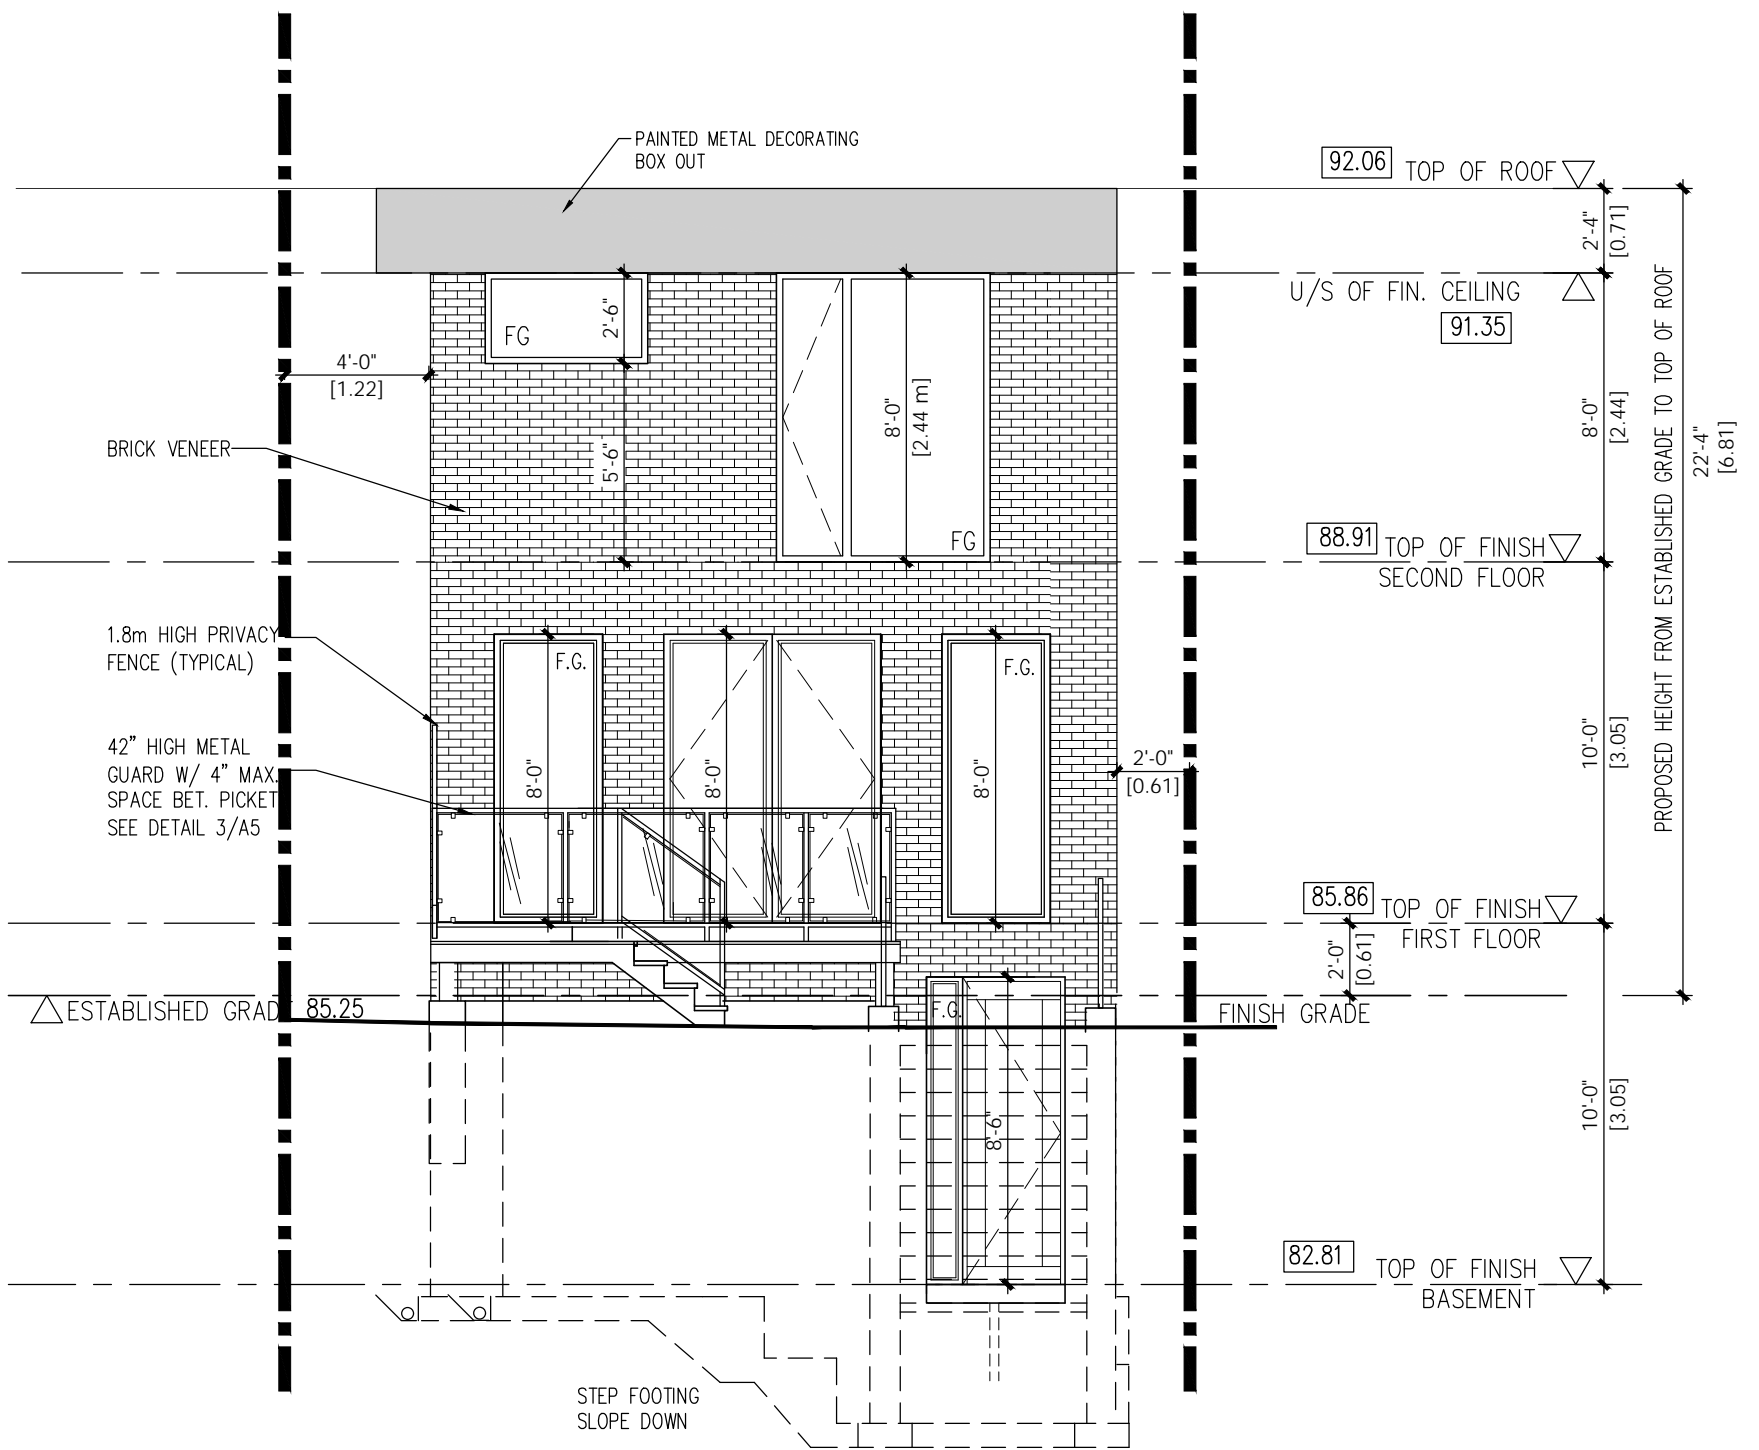 PAINTED METAL DECORATING
BOX OUT
92.06
TOP OF ROOF
2'-4"
[0.71]
U/S OF FIN. CEILING
91.35
FG
2'-6"
4'-0"
[1.22]
5'-6"
8'-0"
[2.44 m]
FG
8'-0"
[2.44]
22'-4"
[6.81]
PROPOSED HEIGHT FROM ESTABLISHED GRADE TO TOP OF ROOF
BRICK VENEER
88.91
TOP OF FINISH
SECOND FLOOR
1.8m HIGH PRIVACY
FENCE (TYPICAL)
F.G.
F.G.
42" HIGH METAL
GUARD W/ 4" MAX.
SPACE BET. PICKET
SEE DETAIL 3/A5
8'-0"
8'-0"
8'-0"
2'-0"
[0.61]
10'-0"
[3.05]
85.86
TOP OF FINISH
FIRST FLOOR
2'-0"
[0.61]
ESTABLISHED GRAD 85.25
F.G.
FINISH GRADE
8'-6"
10'-0"
[3.05]
82.81
TOP OF FINISH
BASEMENT
STEP FOOTING
SLOPE DOWN